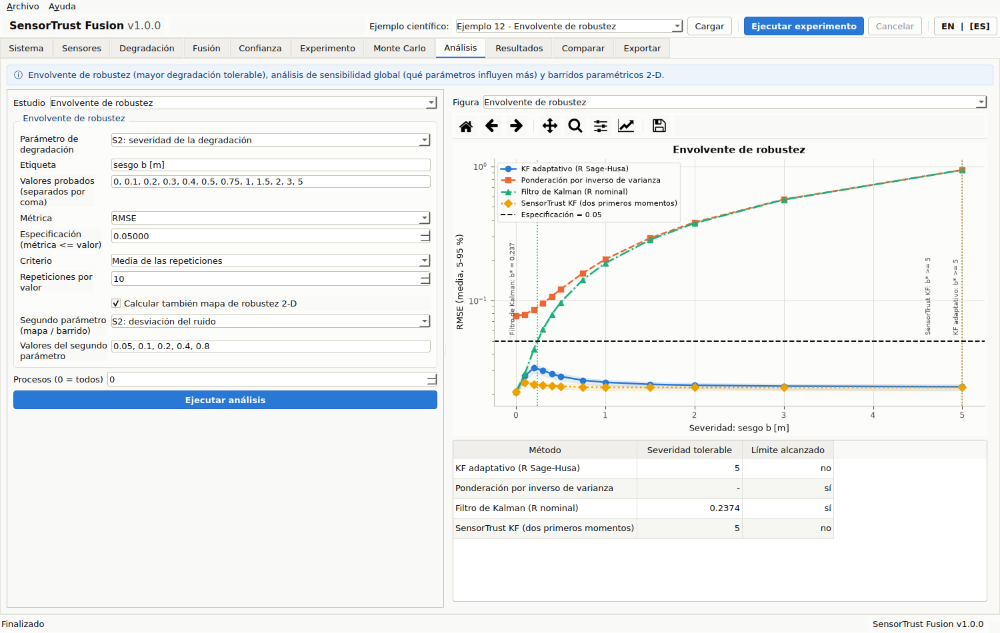 Archivo Ayuda
SensorTrust Fusion v1.0.0
Ejemplo científico: Ejemplo 12 - Envolvente de robustez Cargar Ejecutar experimento Cancelar EN | [ES]
Sistema Sensores Degradación Fusión Confianza Experimento Monte Carlo Análisis Resultados Comparar Exportar
ⓘ Envolvente de robustez (mayor degradación tolerable), análisis de sensibilidad global (qué parámetros influyen más) y barridos paramétricos 2-D.
Estudio Envolvente de robustez
Envolvente de robustez
Parámetro de degradación S2: severidad de la degradación
Etiqueta sesgo b [m]
Valores probados (separados por coma) 0, 0.1, 0.2, 0.3, 0.4, 0.5, 0.75, 1, 1.5, 2, 3, 5
Métrica RMSE
Especificación (métrica <= valor) 0.05000
Criterio Media de las repeticiones
Repeticiones por valor 10
Calcular también mapa de robustez 2-D
Segundo parámetro (mapa / barrido) S2: desviación del ruido
Valores del segundo parámetro 0.05, 0.1, 0.2, 0.4, 0.8
Procesos (0 = todos) 0
Ejecutar análisis
Figura Envolvente de robustez
Envolvente de robustez
KF adaptativo (R Sage-Husa)
Ponderación por inverso de varianza
Filtro de Kalman (R nominal)
SensorTrust KF (dos primeros momentos)
Especificación = 0.05
10⁰
10⁻¹
RMSE (media, 5-95 %)
Filtro de Kalman: b* = 0.237
SensorTrust KF: b* >= 5
KF adaptativo: b* >= 5
0 1 2 3 4 5
Severidad: sesgo b [m]
Método Severidad tolerable Límite alcanzado
KF adaptativo (R Sage-Husa) 5 no
Ponderación por inverso de varianza - sí
Filtro de Kalman (R nominal) 0.2374 sí
SensorTrust KF (dos primeros momentos) 5 no
Finalizado
SensorTrust Fusion v1.0.0